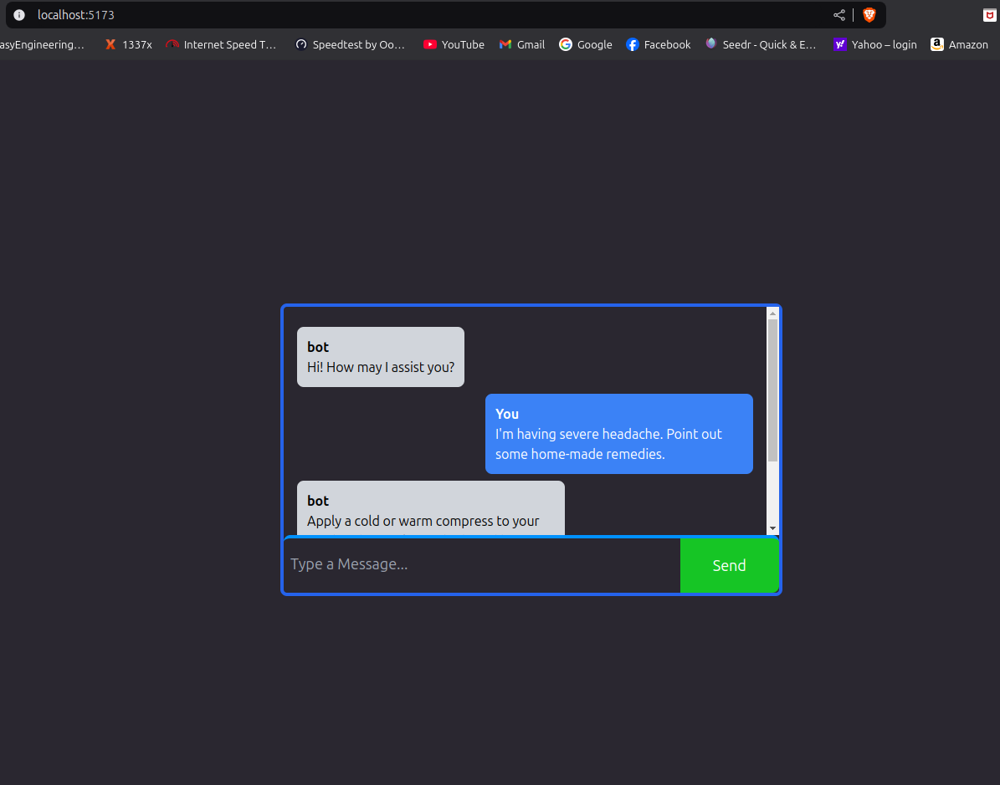 localhost:5173
asyEngineering...
1337x
Internet Speed T...
Speedtest by Oo...
YouTube
Gmail
Google
Facebook
Seedr - Quick & E...
Yahoo – login
Amazon
bot
Hi! How may I assist you?
You
I'm having severe headache. Point out
some home-made remedies.
bot
Apply a cold or warm compress to your
Type a Message...
Send